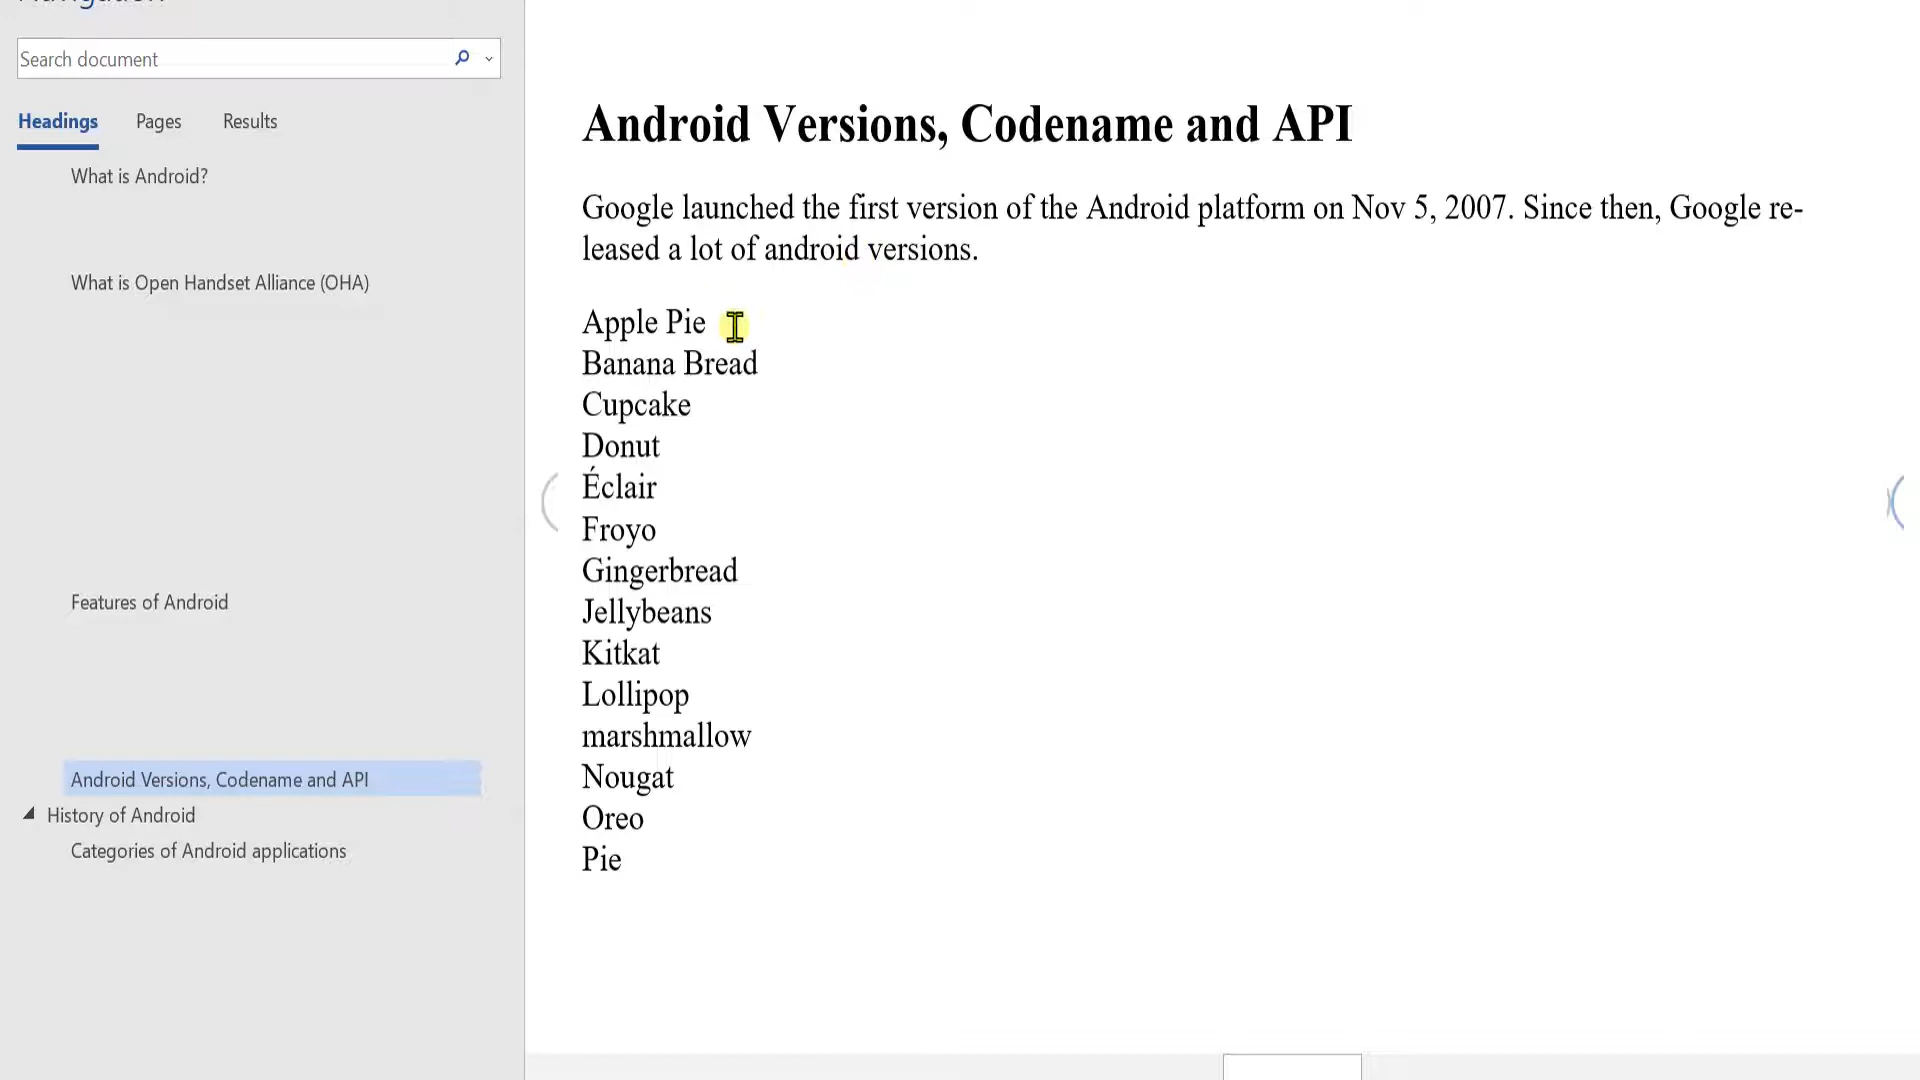 Search document
Headings Pages Results
What is Android?
What is Open Handset Alliance (OHA)
Features of Android
Android Versions, Codename and API
History of Android
Categories of Android applications
Android Versions, Codename and API
Google launched the first version of the Android platform on Nov 5, 2007. Since then, Google re-
leased a lot of android versions.
Apple Pie
Banana Bread
Cupcake
Donut
Éclair
Froyo
Gingerbread
Jellybeans
Kitkat
Lollipop
marshmallow
Nougat
Oreo
Pie